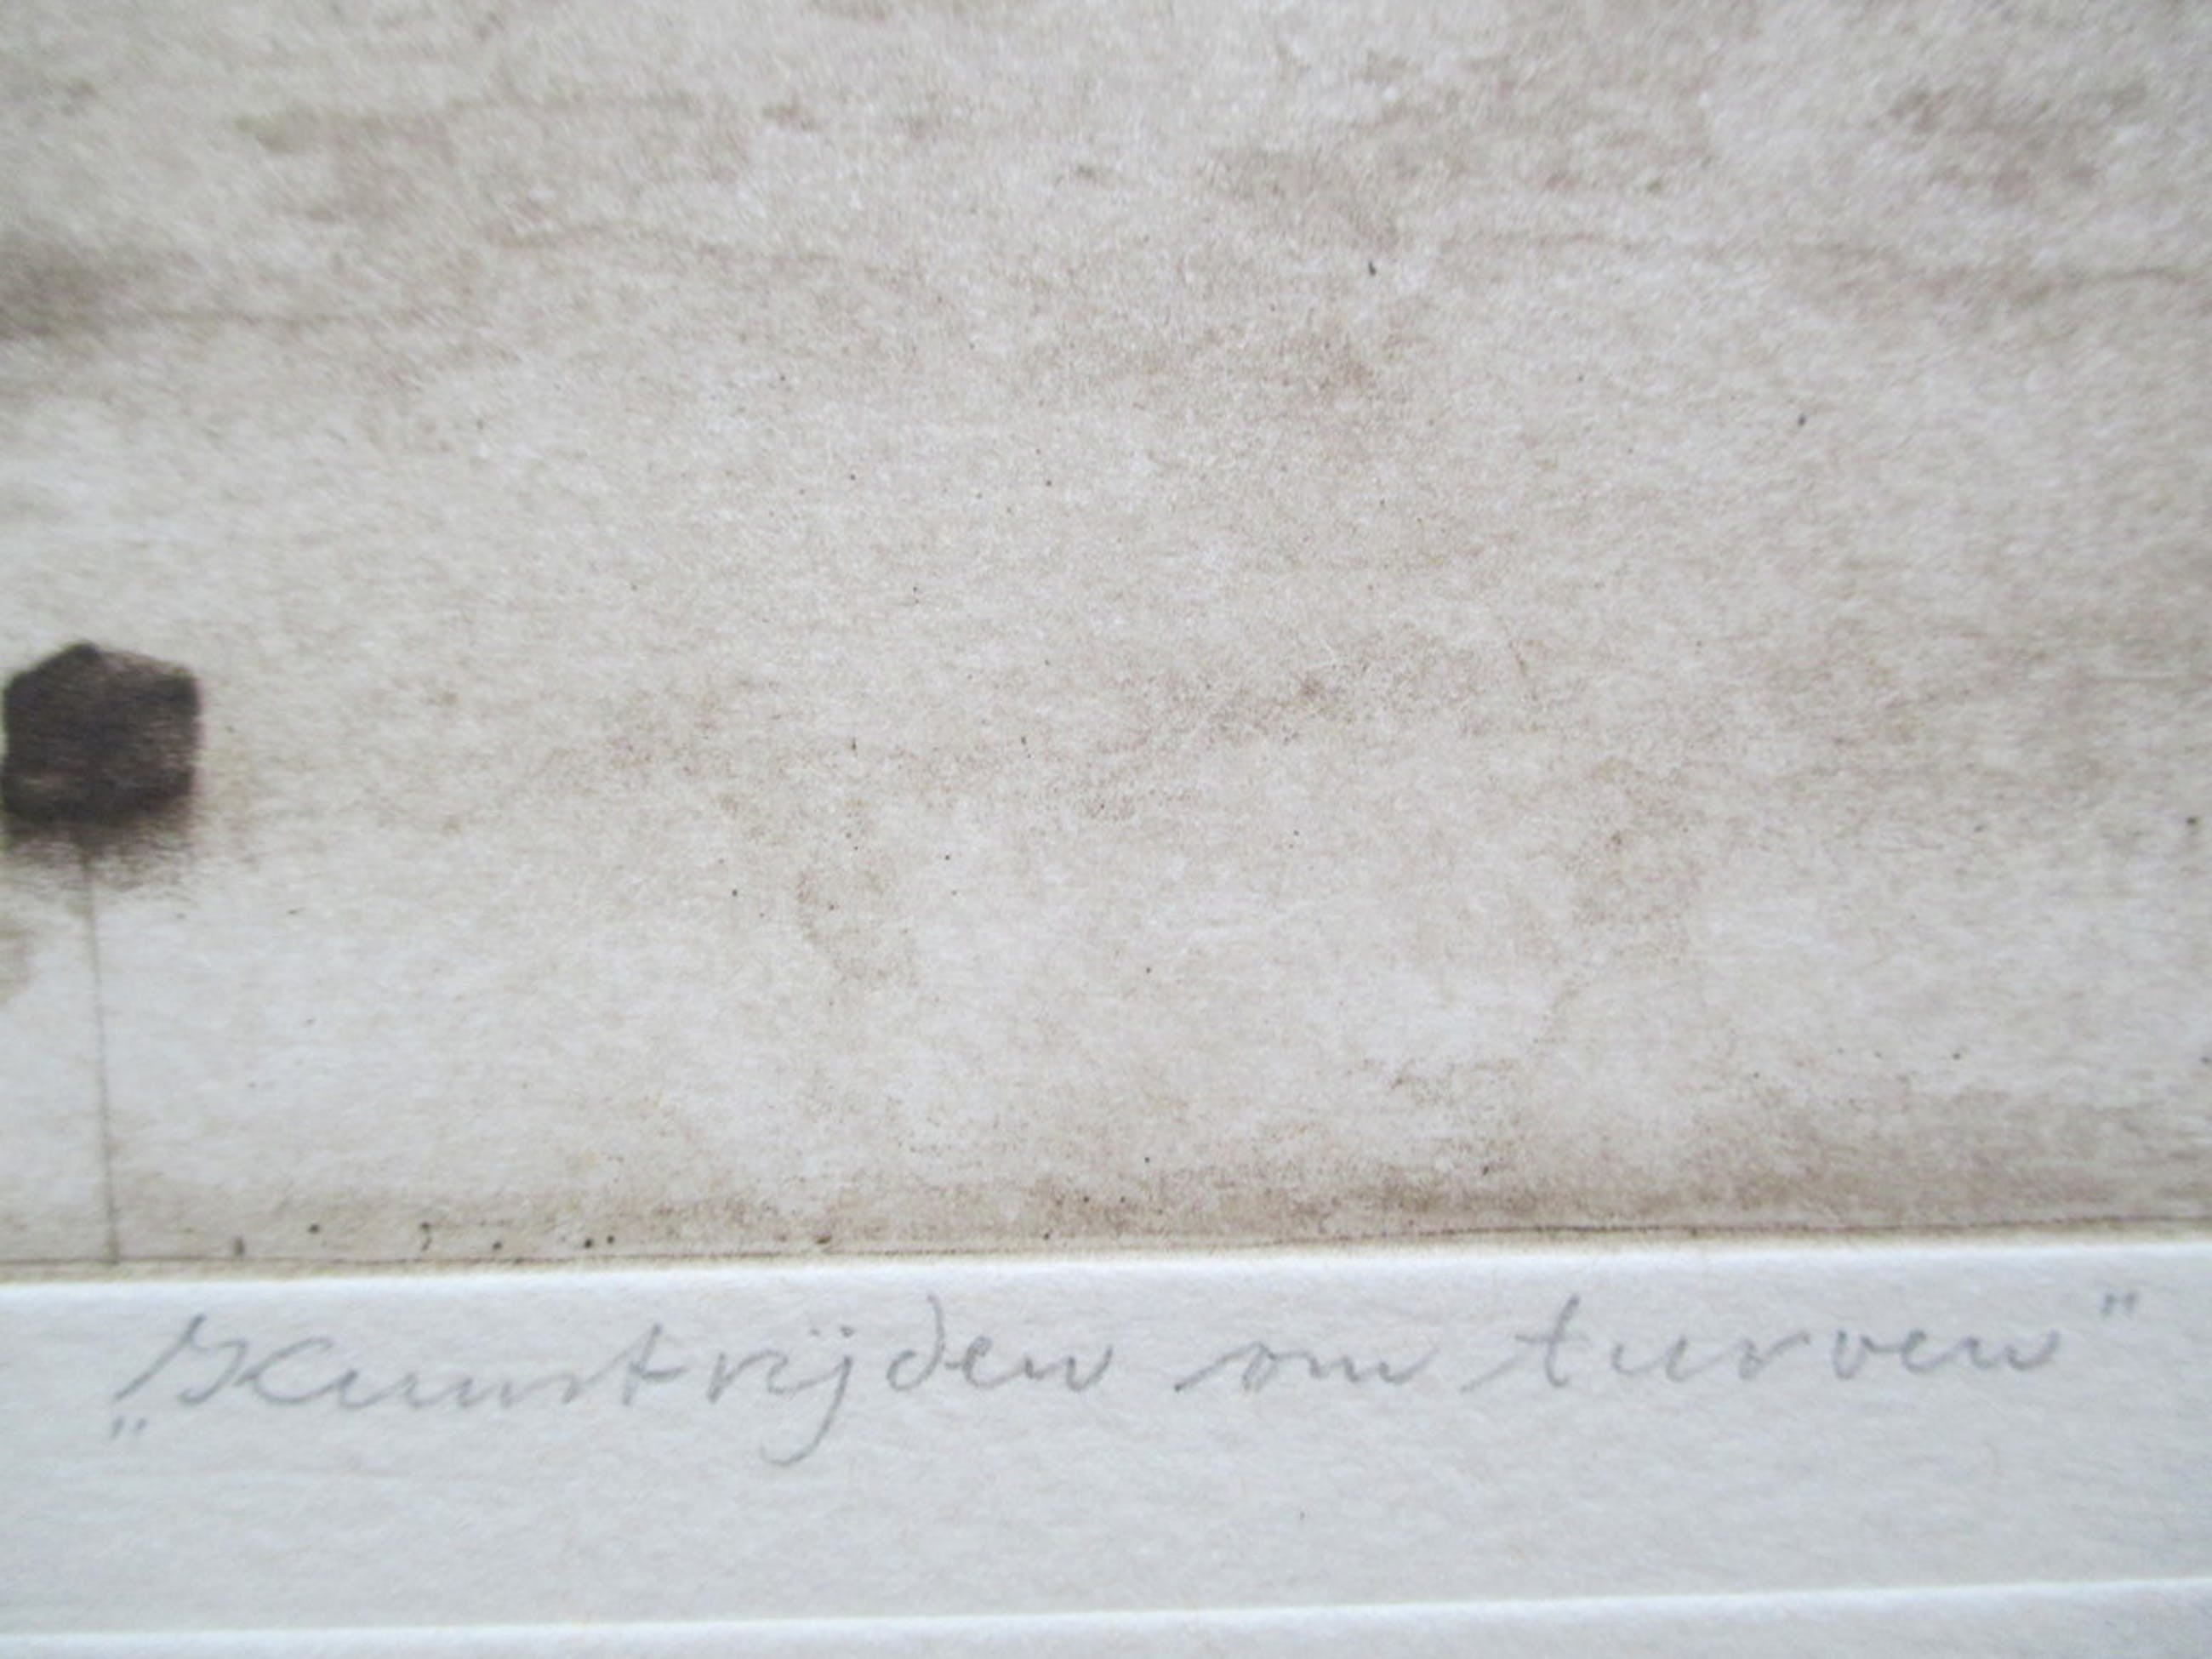 „Kunstrijden om turven"